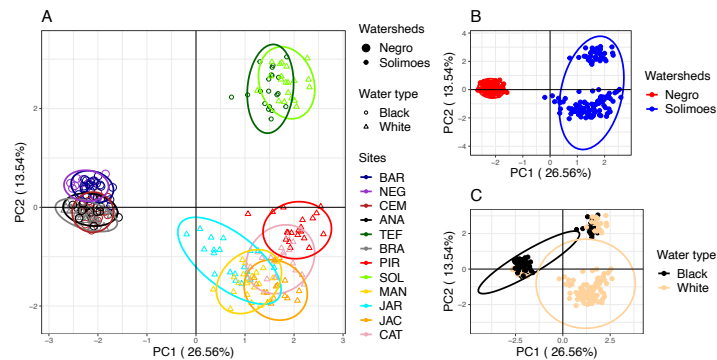 A
PC2 ( 13.54%)
2
0
−2
−3
−2
−1
0
1
2
3
PC1 ( 26.56%)
Watersheds
Negro
Solimoes
Water type
Black
White
Sites
BAR
NEG
CEM
ANA
TEF
BRA
PIR
SOL
MAN
JAR
JAC
CAT
B
PC2 ( 13.54%)
4
2
0
−2
−4
−2
0
2
PC1 ( 26.56%)
Watersheds
Negro
Solimoes
C
PC2 ( 13.54%)
2
0
−2
−2.5
0.0
2.5
PC1 ( 26.56%)
Water type
Black
White